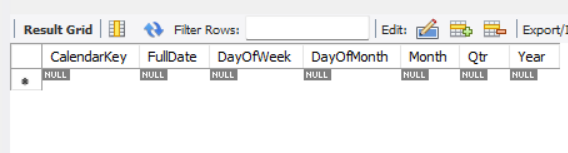 Result Grid Filter Rows: Edit: Export/I
CalendarKey FullDate DayOfWeek DayOfMonth Month Qtr Year
* NULL NULL NULL NULL NULL NULL NULL